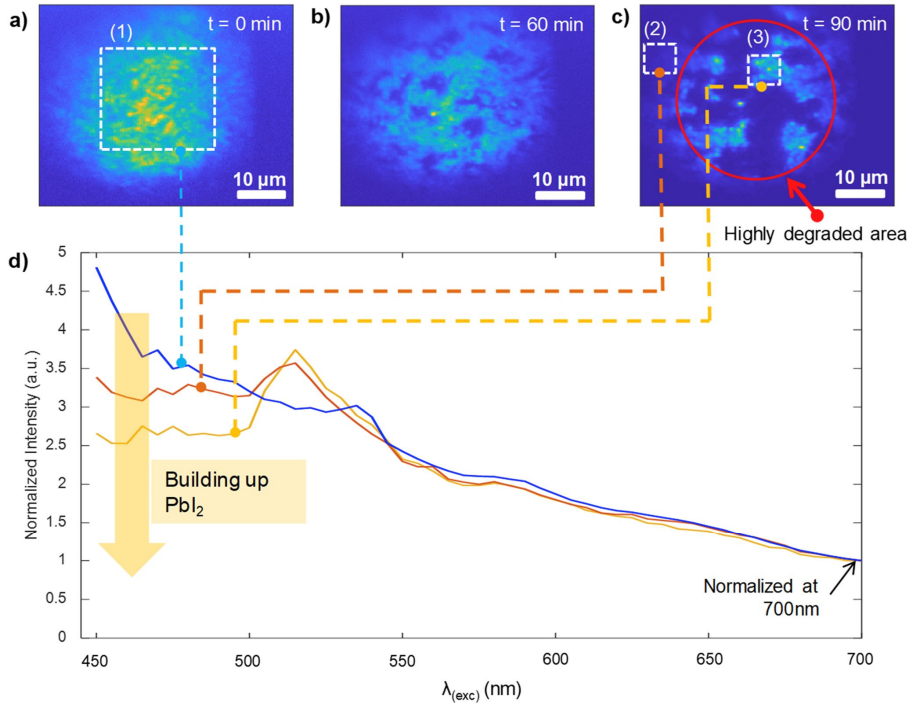 a)
(1)
t = 0 min
10 µm
b)
t = 60 min
10 µm
c)
(2)
(3)
t = 90 min
10 µm
Highly degraded area
d)
5
4.5
4
3.5
3
2.5
2
1.5
1
0.5
0
Normalized Intensity (a.u.)
Building up
PbI₂
Normalized at
700nm
450
500
550
600
650
700
λ(exc) (nm)